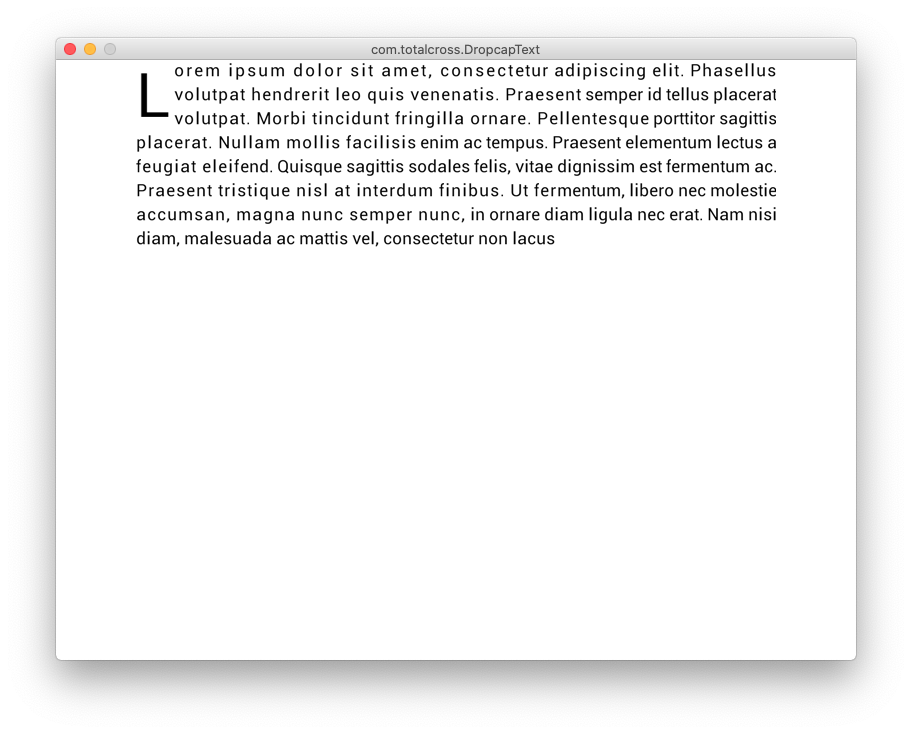 com.totalcross.DropcapText
Lorem ipsum dolor sit amet, consectetur adipiscing elit. Phasellus
volutpat hendrerit leo quis venenatis. Praesent semper id tellus placerat
volutpat. Morbi tincidunt fringilla ornare. Pellentesque porttitor sagittis
placerat. Nullam mollis facilisis enim ac tempus. Praesent elementum lectus a
feugiat eleifend. Quisque sagittis sodales felis, vitae dignissim est fermentum ac.
Praesent tristique nisl at interdum finibus. Ut fermentum, libero nec molestie
accumsan, magna nunc semper nunc, in ornare diam ligula nec erat. Nam nisi
diam, malesuada ac mattis vel, consectetur non lacus